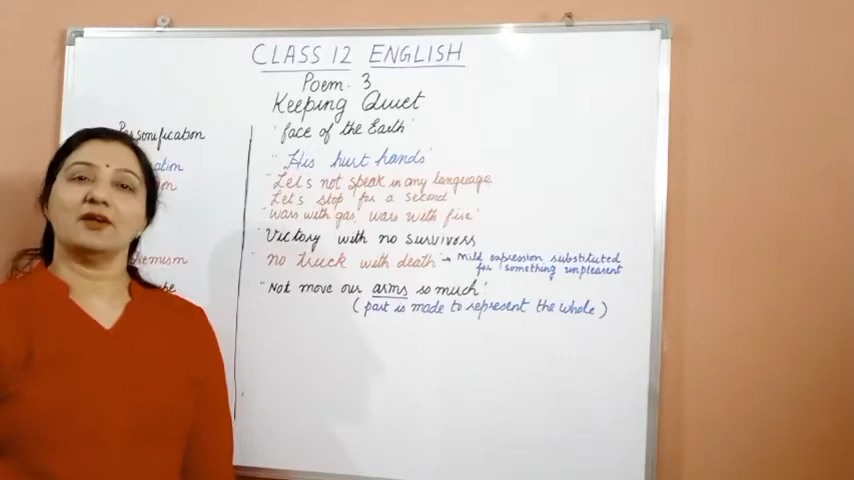 CLASS 12 ENGLISH
Poem. 3
Keeping Quiet
Personification
'face of the Earth'
"His hurt hands"
"Let's not speak in any language
Let's stop for a second
"Wars with gas, wars with fire"
"Victory with no survivors
"no truck with death" → Mild expression substituted
for something unpleasent
"Not move our arms so much"
(part is made to represent the whole)